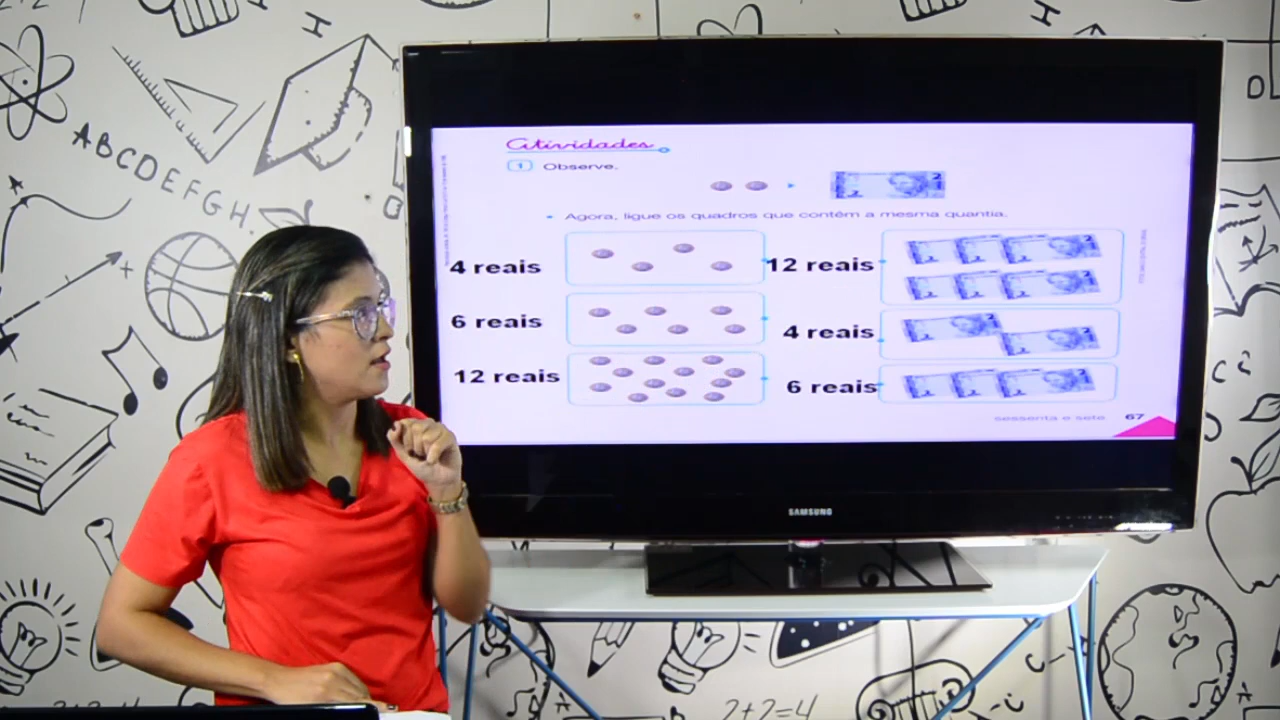 H
H
ABCDEFGH
Atividades
1 Observe.
Agora, ligue os quadros que contêm a mesma quantia.
4 reais
12 reais
6 reais
4 reais
12 reais
6 reais
sessenta e sete 67
SAMSUNG
2+2=4